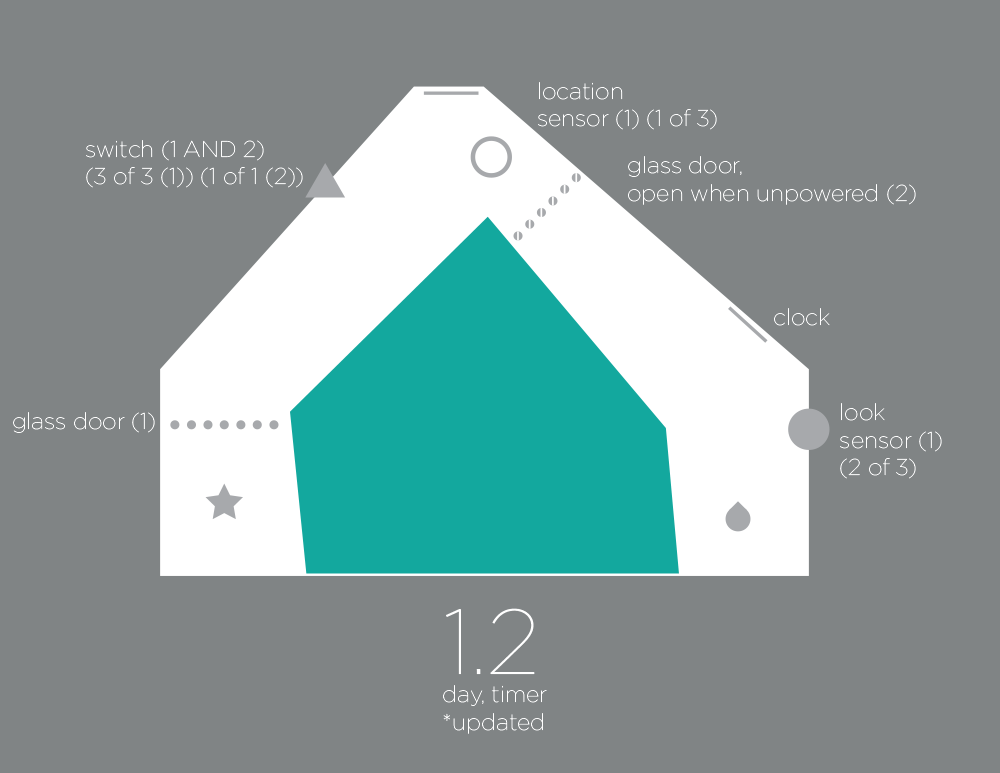 location
sensor (1) (1 of 3)
switch (1 AND 2)
(3 of 3 (1)) (1 of 1 (2))
glass door,
open when unpowered (2)
clock
glass door (1)
look
sensor (1)
(2 of 3)
1.2
day, timer
*updated